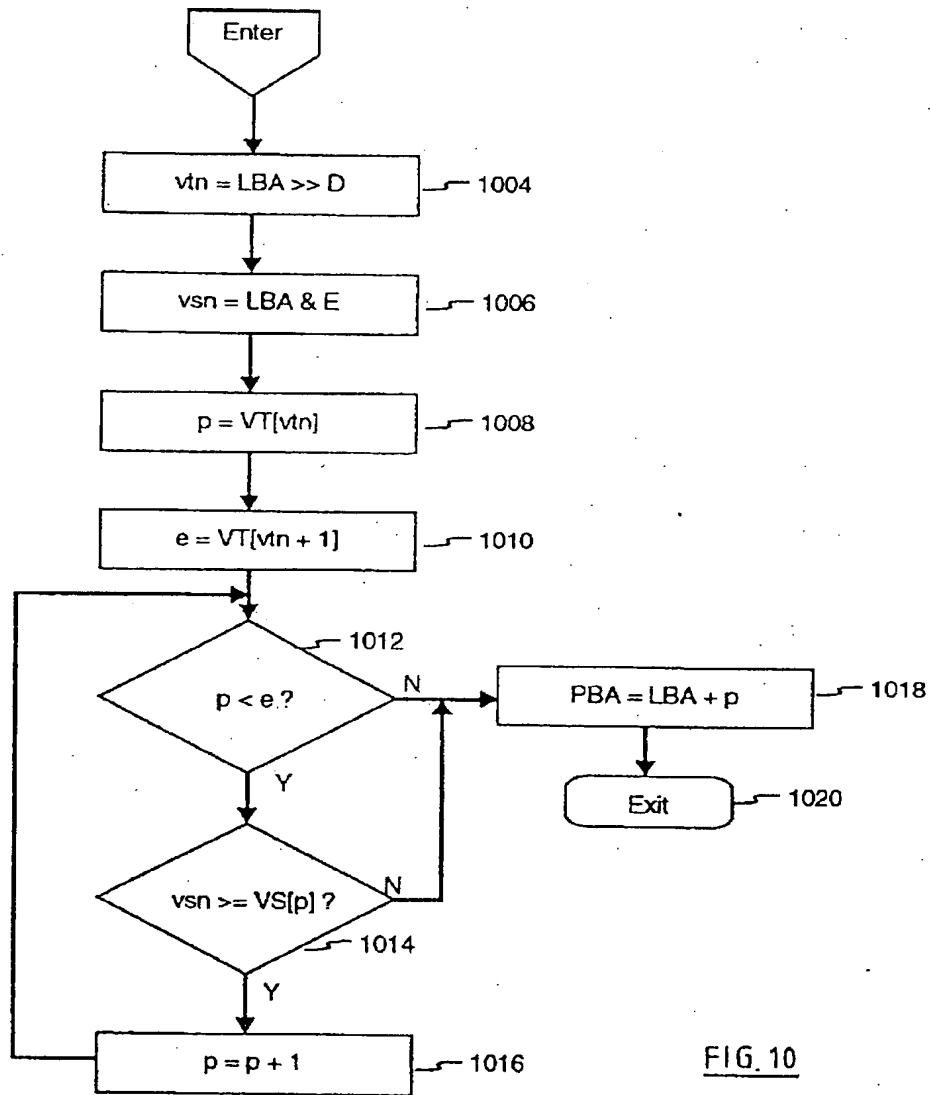 Enter
vtn = LBA >> D
1004
vsn = LBA & E
1006
p = VT[vtn]
1008
e = VT[vtn + 1]
1010
1012
p < e ?
N
Y
PBA = LBA + p
1018
Exit
1020
vsn >= VS[p] ?
N
1014
Y
p = p + 1
1016
FIG. 10